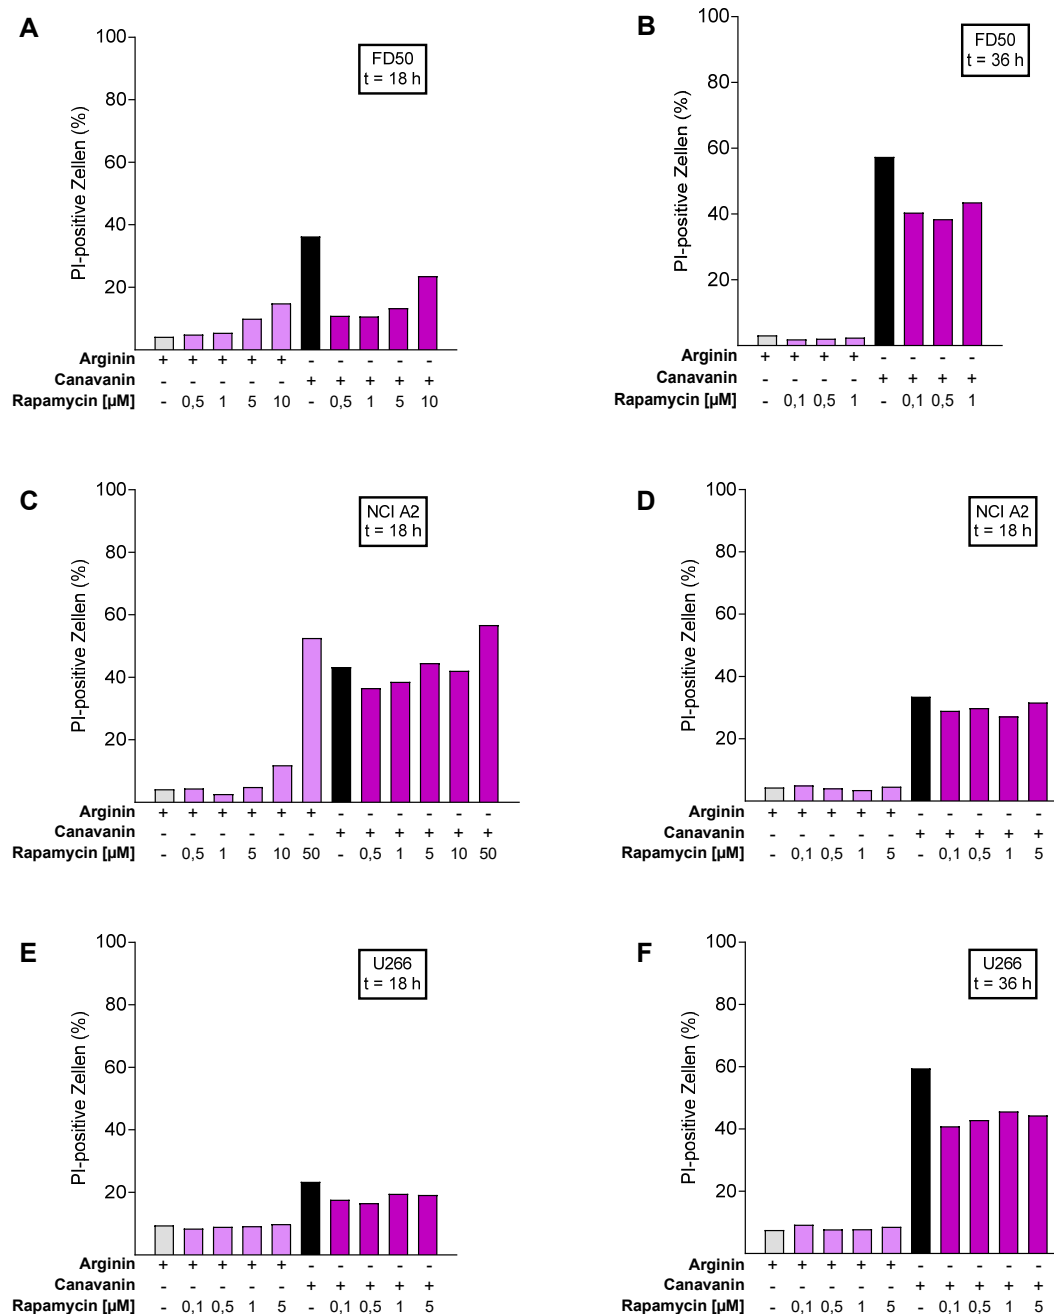 A
FD50
t = 18 h
PI-positive Zellen (%)
100
80
60
40
20
Arginin + + + + + - - - - -
Canavanin - - - - - + + + + +
Rapamycin [µM] - 0,5 1 5 10 - 0,5 1 5 10
B
FD50
t = 36 h
PI-positive Zellen (%)
100
80
60
40
20
Arginin + + + + - - - -
Canavanin - - - - + + + +
Rapamycin [µM] - 0,1 0,5 1 - 0,1 0,5 1
C
NCI A2
t = 18 h
PI-positive Zellen (%)
100
80
60
40
20
Arginin + + + + + + - - - - - -
Canavanin - - - - - - + + + + + +
Rapamycin [µM] - 0,5 1 5 10 50 - 0,5 1 5 10 50
D
NCI A2
t = 18 h
PI-positive Zellen (%)
100
80
60
40
20
Arginin + + + + + - - - - -
Canavanin - - - - - + + + + +
Rapamycin [µM] - 0,1 0,5 1 5 - 0,1 0,5 1 5
E
U266
t = 18 h
PI-positive Zellen (%)
100
80
60
40
20
Arginin + + + + + - - - - -
Canavanin - - - - - + + + + +
Rapamycin [µM] - 0,1 0,5 1 5 - 0,1 0,5 1 5
F
U266
t = 36 h
PI-positive Zellen (%)
100
80
60
40
20
Arginin + + + + + - - - - -
Canavanin - - - - - + + + + +
Rapamycin [µM] - 0,1 0,5 1 5 - 0,1 0,5 1 5